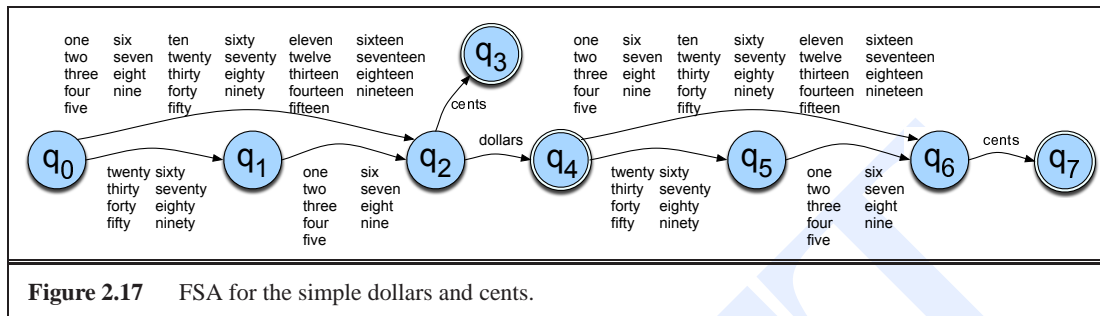 one six ten sixty eleven sixteen
two seven twenty seventy twelve seventeen
three eight thirty eighty thirteen eighteen
four nine forty ninety fourteen nineteen
five fifty fifteen
q3
one six ten sixty eleven sixteen
two seven twenty seventy twelve seventeen
three eight thirty eighty thirteen eighteen
four nine forty ninety fourteen nineteen
five fifty fifteen
cents
dollars
cents
q0 q1 q2 q4 q5 q6 q7
twenty sixty
thirty seventy
forty eighty
fifty ninety
one six
two seven
three eight
four nine
five
twenty sixty
thirty seventy
forty eighty
fifty ninety
one six
two seven
three eight
four nine
five
Figure 2.17 FSA for the simple dollars and cents.